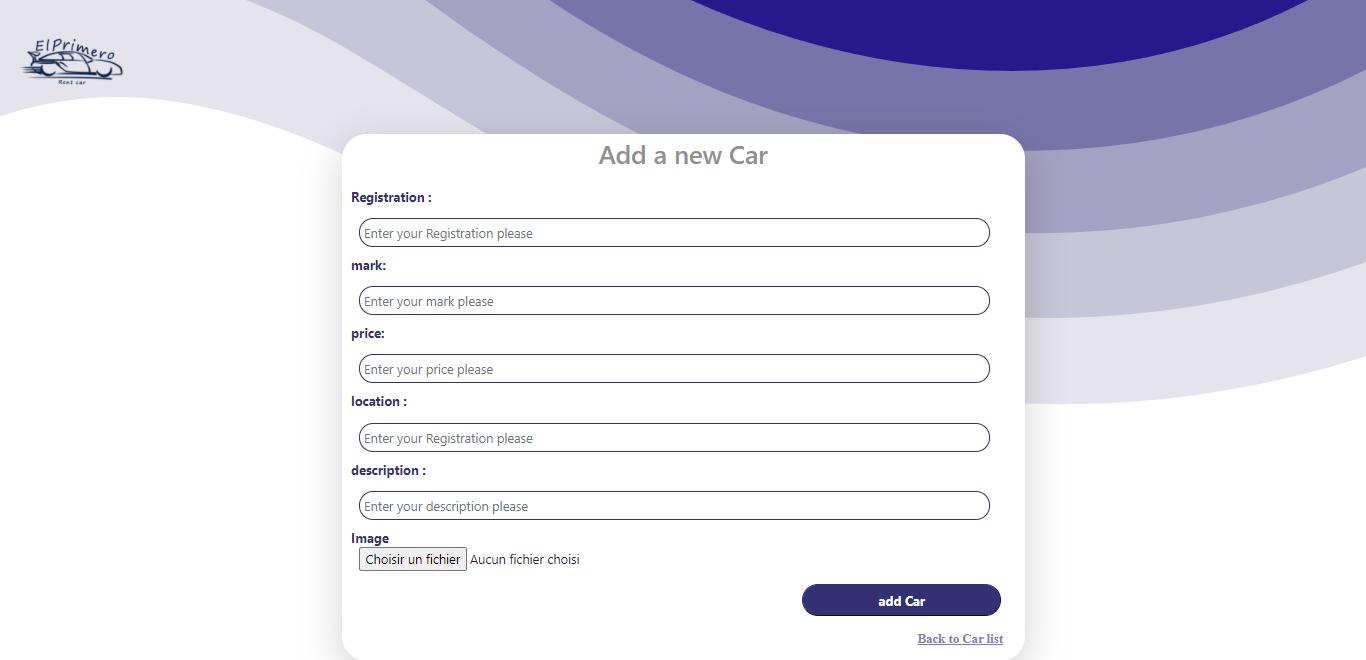 ElPrimero
Rent car
Add a new Car
Registration :
Enter your Registration please
mark:
Enter your mark please
price:
Enter your price please
location :
Enter your Registration please
description :
Enter your description please
Image
Choisir un fichier Aucun fichier choisi
add Car
Back to Car list